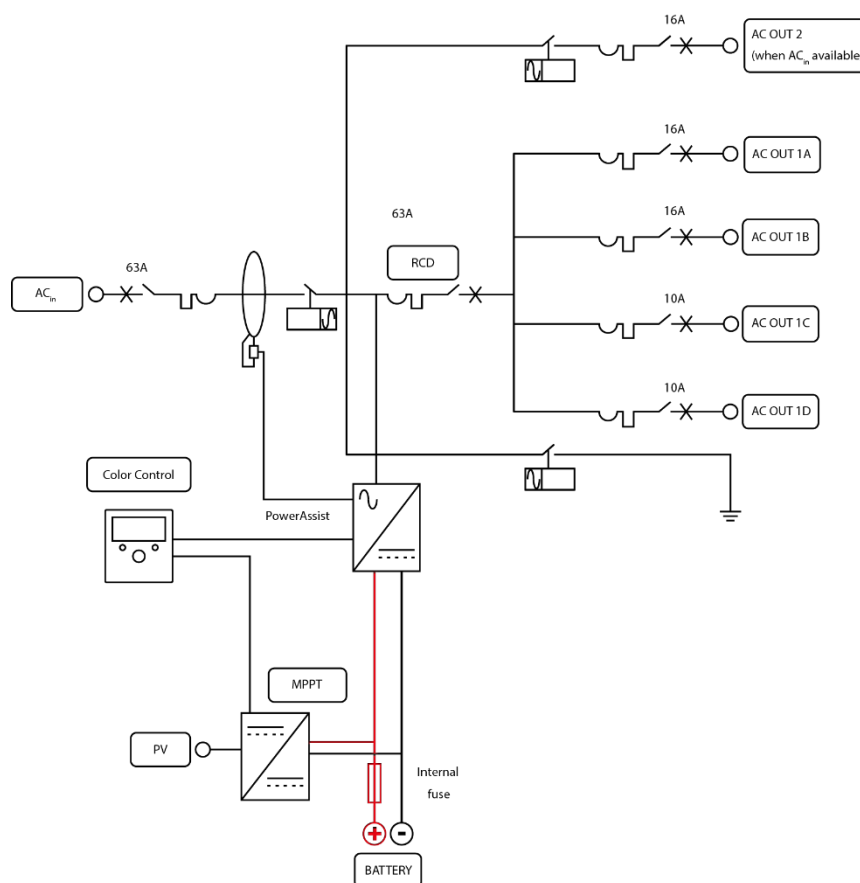 16A
AC OUT 2
(when ACin available
16A
AC OUT 1A
63A
16A
RCD
AC OUT 1B
63A
ACin
10A
AC OUT 1C
10A
AC OUT 1D
Color Control
PowerAssist
MPPT
PV
Internal
fuse
+
-
BATTERY